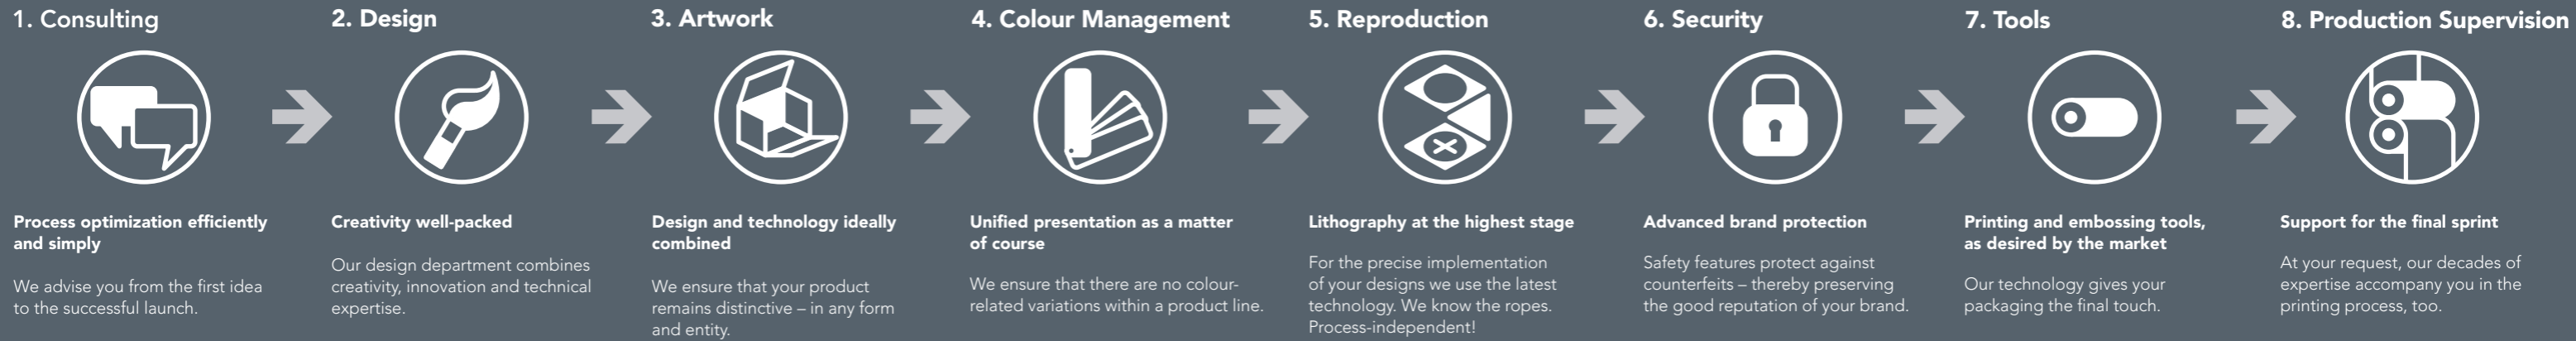 1. Consulting
Process optimization efficiently
and simply
We advise you from the first idea
to the successful launch.
2. Design
Creativity well-packed
Our design department combines
creativity, innovation and technical
expertise.
3. Artwork
Design and technology ideally
combined
We ensure that your product
remains distinctive – in any form
and entity.
4. Colour Management
Unified presentation as a matter
of course
We ensure that there are no colour-
related variations within a product line.
5. Reproduction
Lithography at the highest stage
For the precise implementation
of your designs we use the latest
technology. We know the ropes.
Process-independent!
6. Security
Advanced brand protection
Safety features protect against
counterfeits – thereby preserving
the good reputation of your brand.
7. Tools
Printing and embossing tools,
as desired by the market
Our technology gives your
packaging the final touch.
8. Production Supervision
Support for the final sprint
At your request, our decades of
expertise accompany you in the
printing process, too.